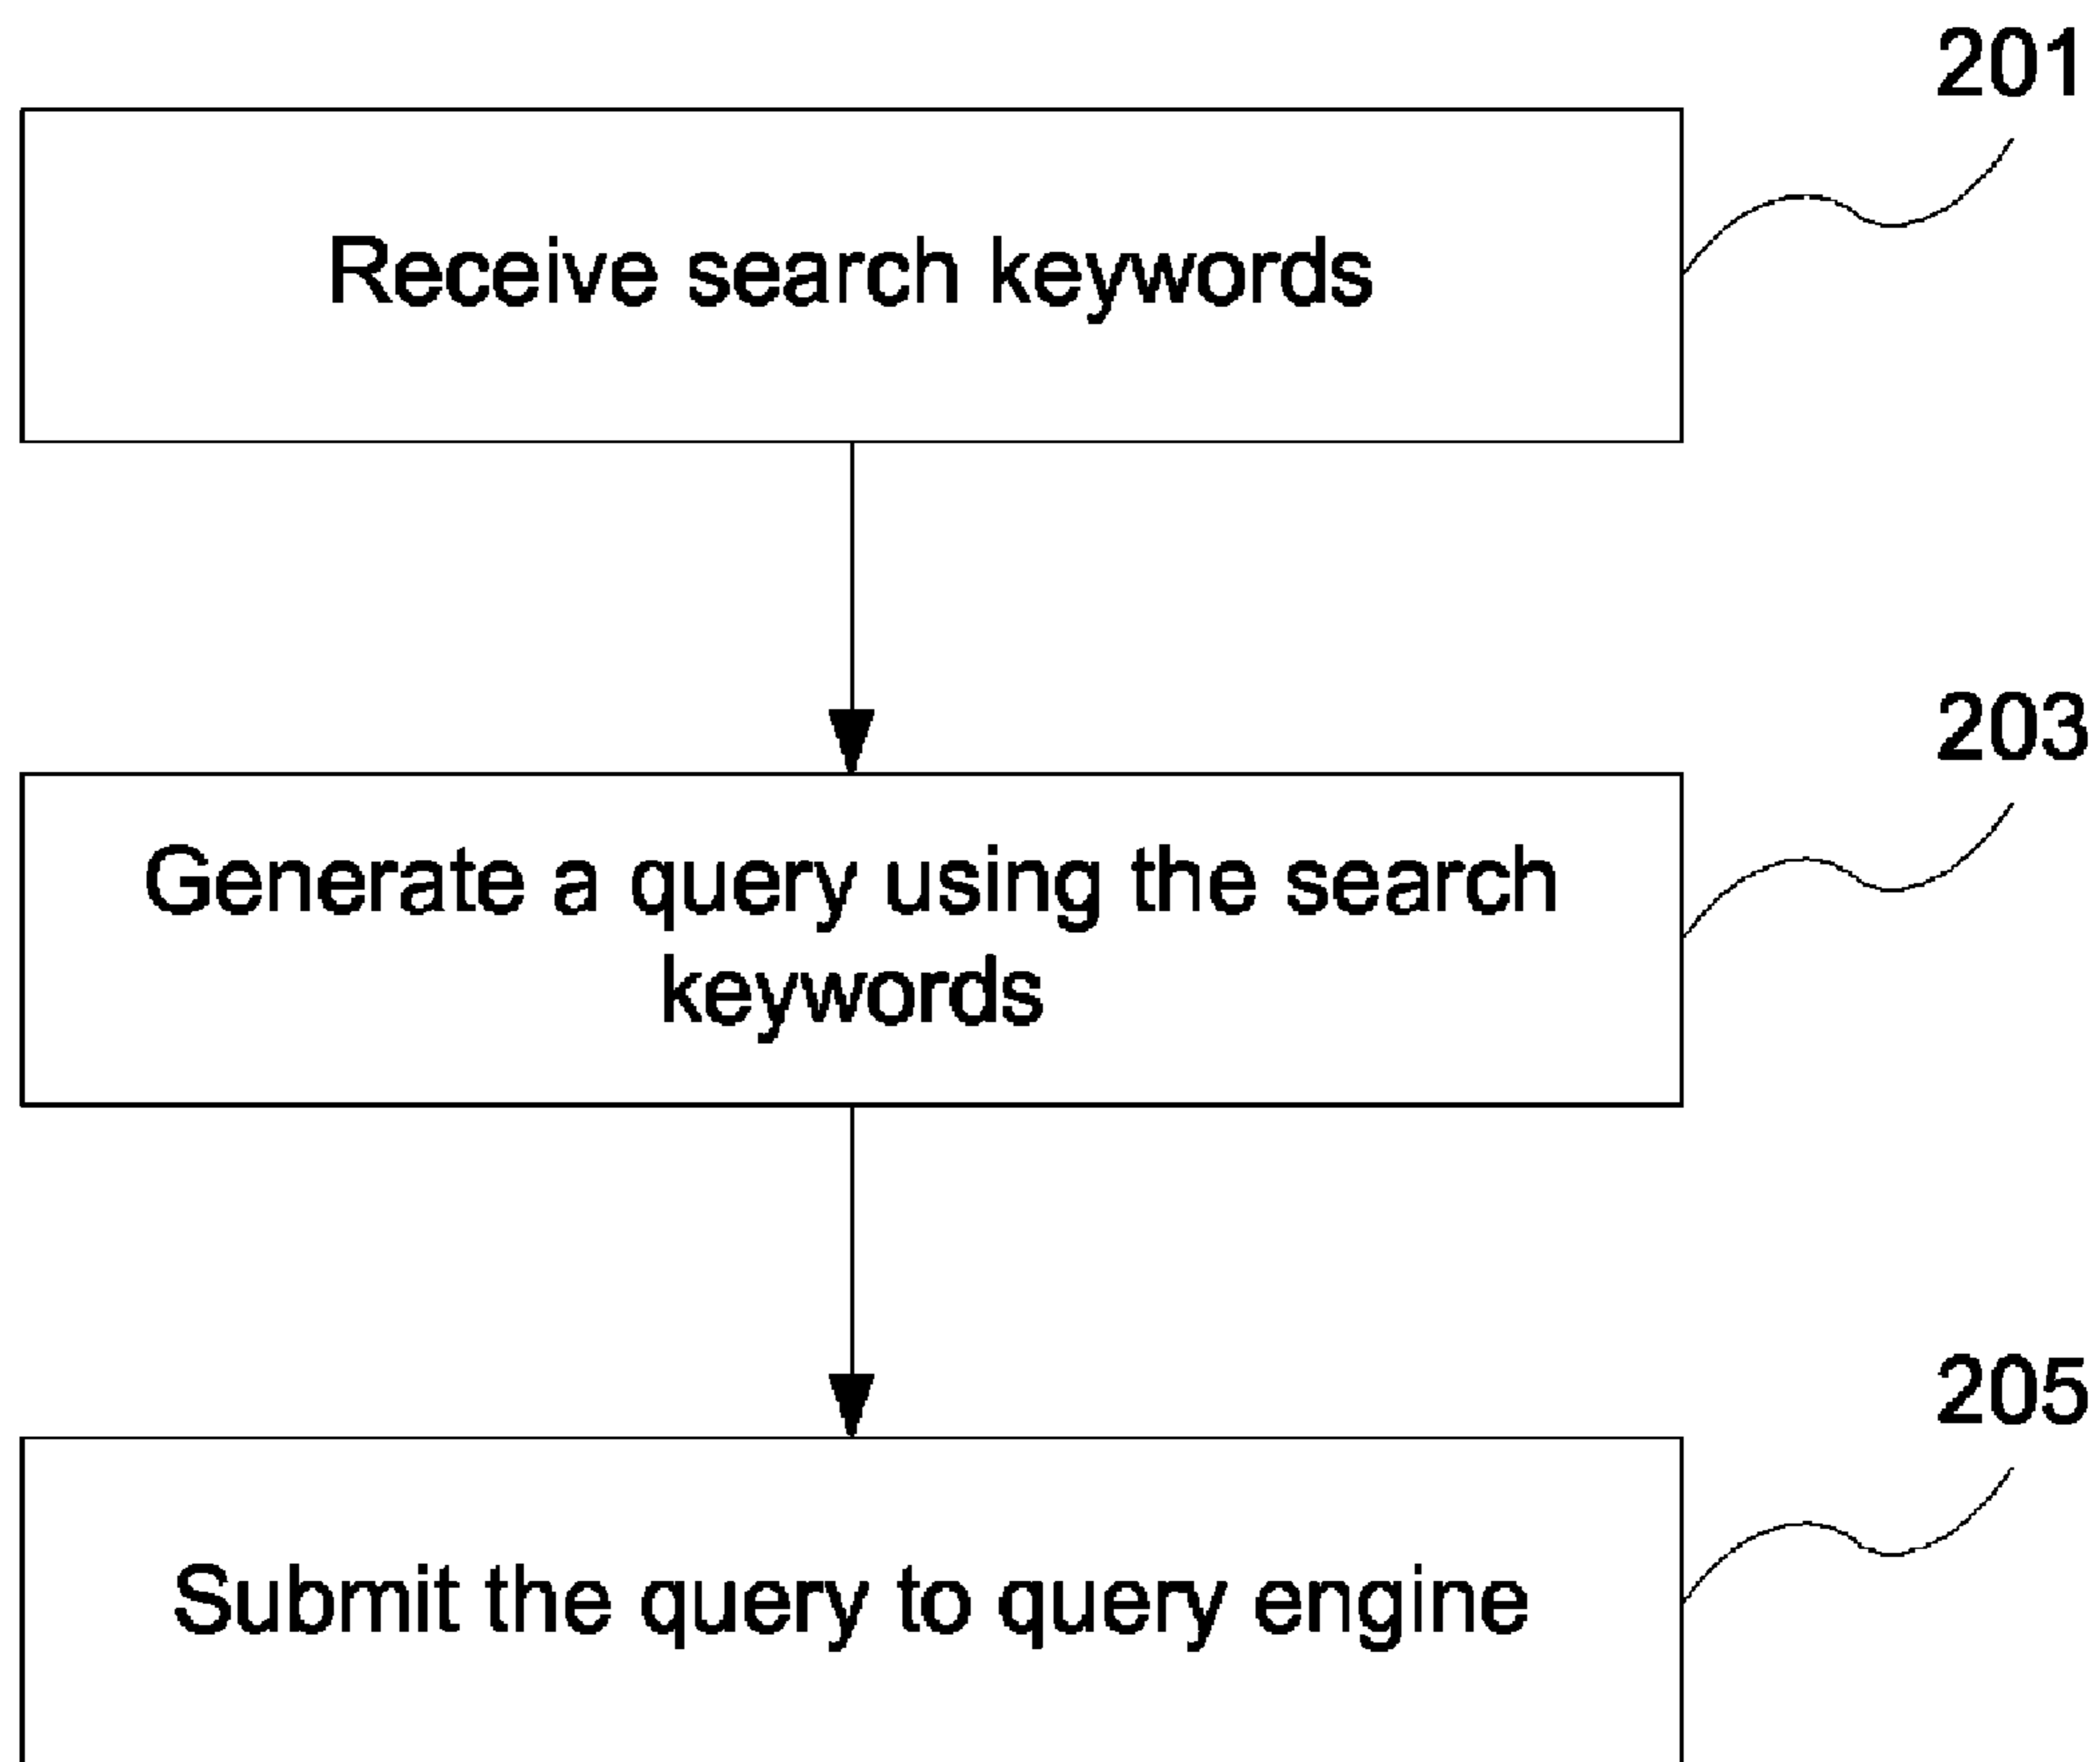 201
Receive search keywords
203
Generate a query using the search
keywords
205
Submit the query to query engine